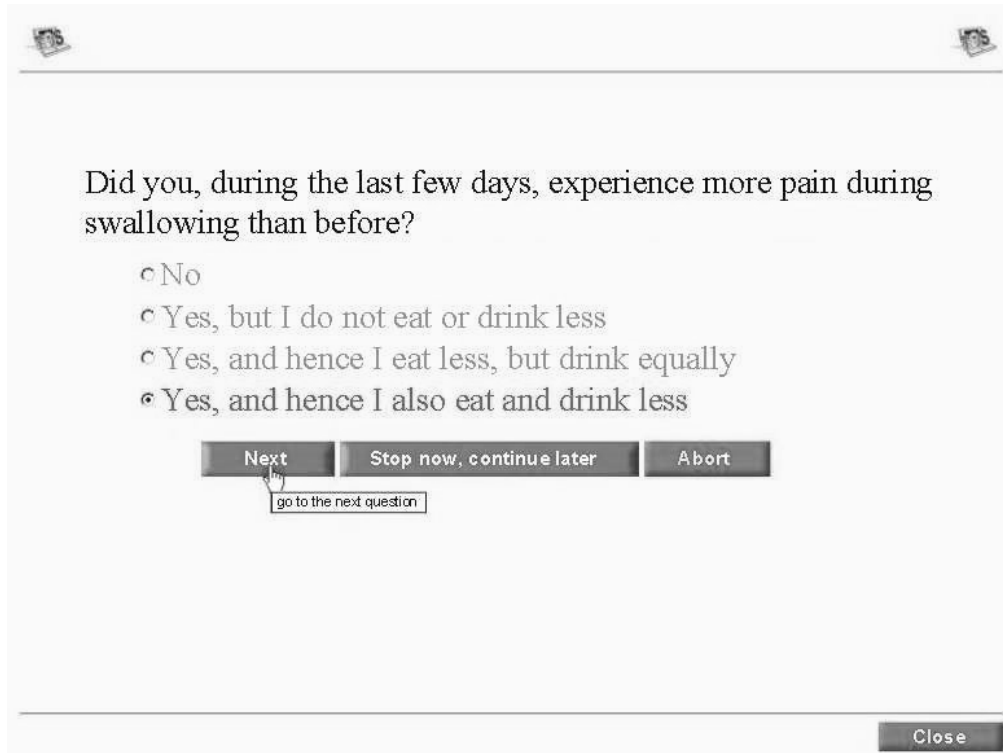 Did you, during the last few days, experience more pain during
swallowing than before?
No
Yes, but I do not eat or drink less
Yes, and hence I eat less, but drink equally
Yes, and hence I also eat and drink less
Next Stop now, continue later Abort
go to the next question
Close